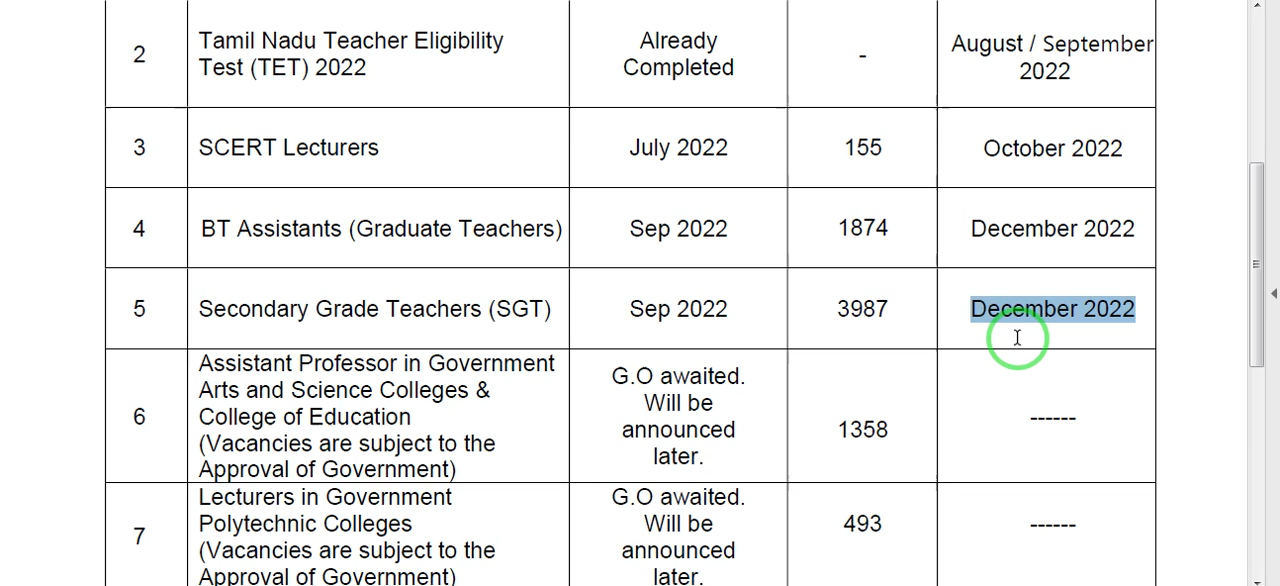 2
Tamil Nadu Teacher Eligibility
Test (TET) 2022
Already
Completed
-
August / September
2022
3
SCERT Lecturers
July 2022
155
October 2022
4
BT Assistants (Graduate Teachers)
Sep 2022
1874
December 2022
5
Secondary Grade Teachers (SGT)
Sep 2022
3987
December 2022
6
Assistant Professor in Government
Arts and Science Colleges &
College of Education
(Vacancies are subject to the
Approval of Government)
G.O awaited.
Will be
announced
later.
1358
------
7
Lecturers in Government
Polytechnic Colleges
(Vacancies are subject to the
Approval of Government)
G.O awaited.
Will be
announced
later.
493
------